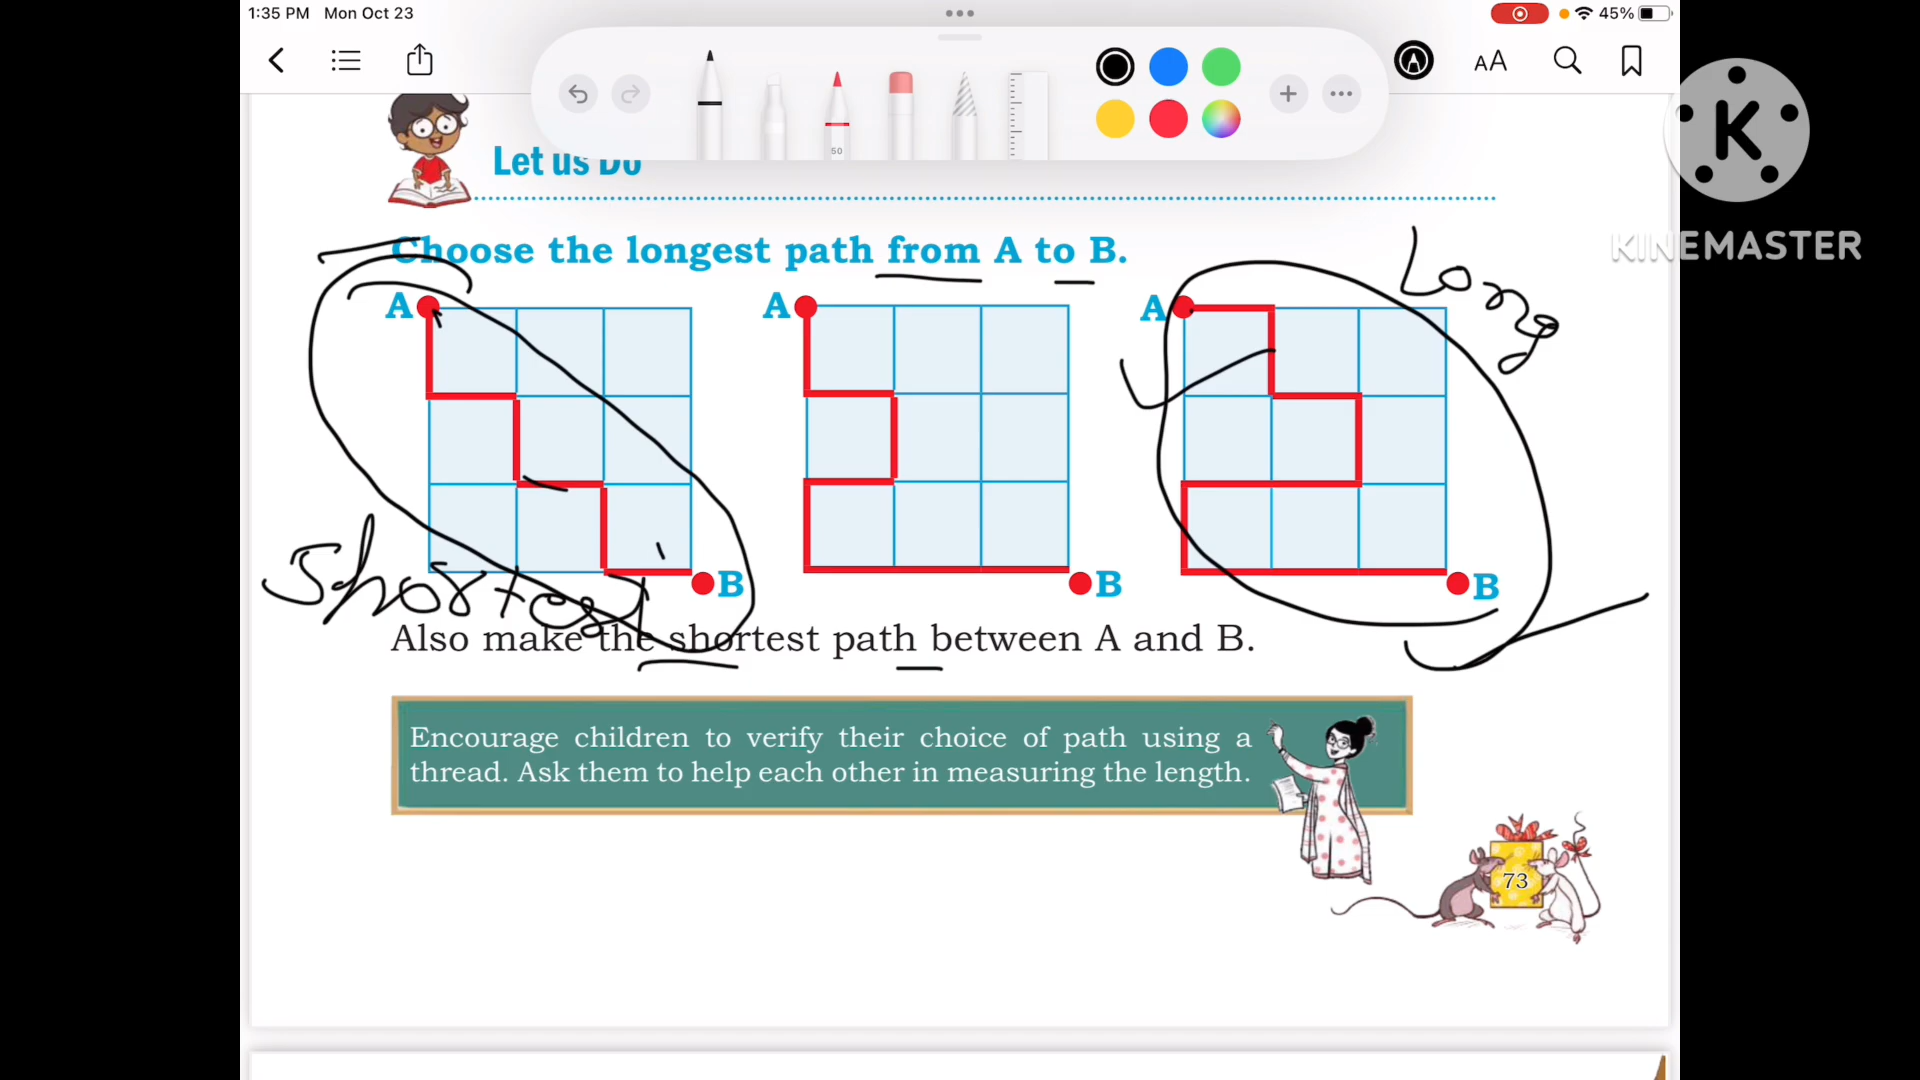 1:35 PM Mon Oct 23
45%
AA
50
K
KINEMASTER
Let us Do
Choose the longest path from A to B.
Long
A
A
A
B
B
B
Shortest
Also make the shortest path between A and B.
Encourage children to verify their choice of path using a
thread. Ask them to help each other in measuring the length.
73